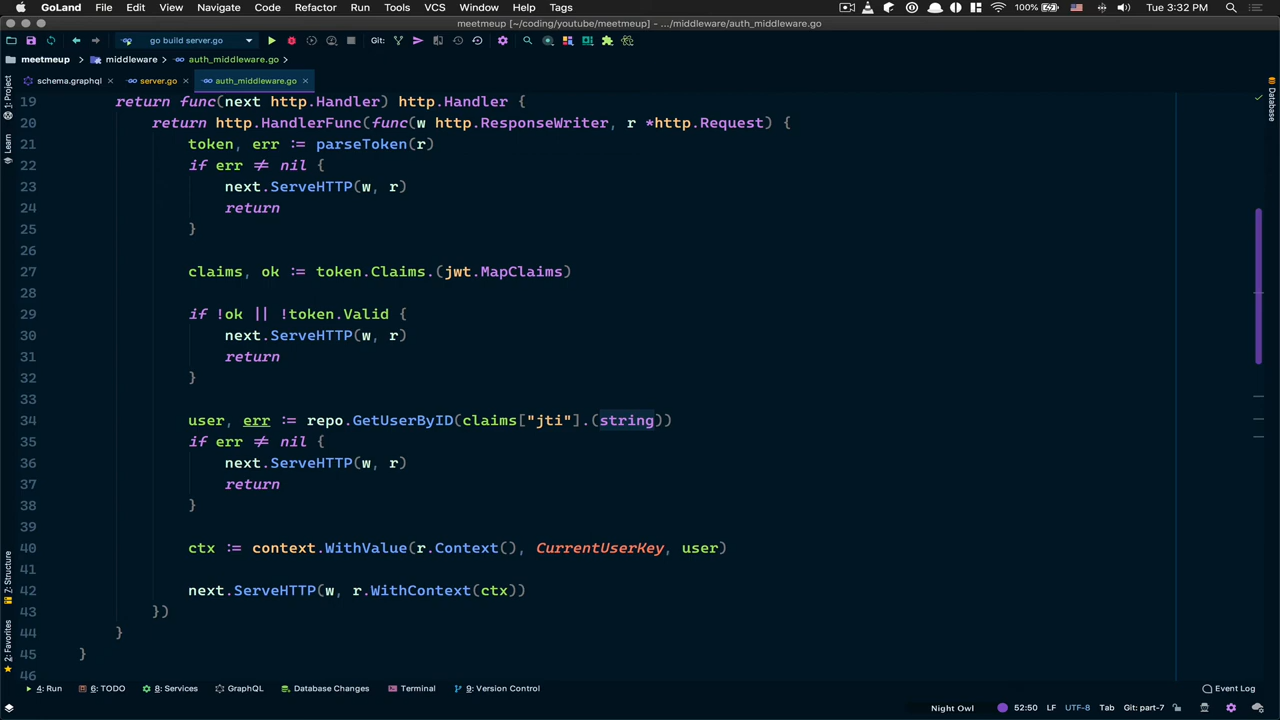 GoLand File Edit View Navigate Code Refactor Build Run Tools VCS Window Help 100% Tue 3:32 PM
meetmeup [~/coding/youtube/meetmeup] - .../middleware/auth_middleware.go
go build server.go Git:
meetmeup middleware auth_middleware.go
schema.graphql server.go auth_middleware.go
1: Project
Learn
7: Structure
2: Favorites
Database
19 return func(next http.Handler) http.Handler {
20 return http.HandlerFunc(func(w http.ResponseWriter, r *http.Request) {
21 token, err := parseToken(r)
22 if err ≠ nil {
23 next.ServeHTTP(w, r)
24 return
25 }
26
27 claims, ok := token.Claims.(jwt.MapClaims)
28
29 if !ok || !token.Valid {
30 next.ServeHTTP(w, r)
31 return
32 }
33
34 user, err := repo.GetUserByID(claims["jti"].(string))
35 if err ≠ nil {
36 next.ServeHTTP(w, r)
37 return
38 }
39
40 ctx := context.WithValue(r.Context(), CurrentUserKey, user)
41
42 next.ServeHTTP(w, r.WithContext(ctx))
43 })
44 }
45 }
46
4: Run 6: TODO 8: Services GraphQL Database Changes Terminal 9: Version Control Event Log
Night Owl 52:50 LF UTF-8 Tab Git: part-7